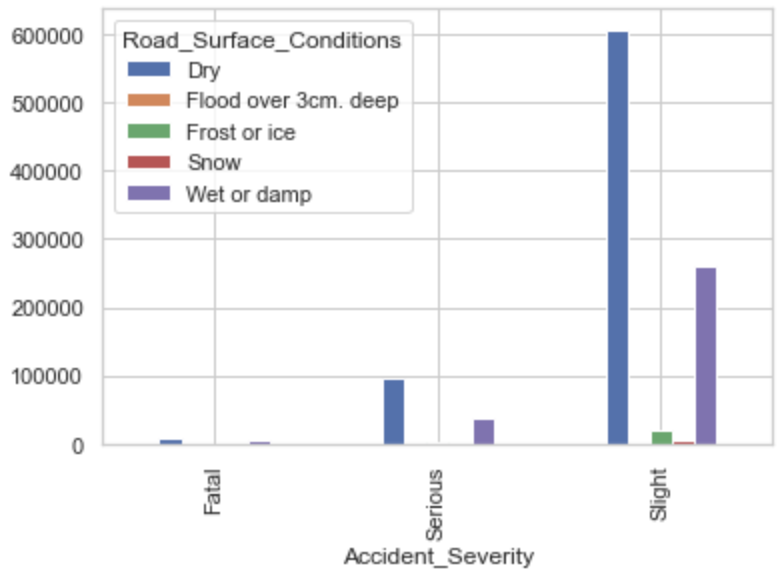 600000
500000
400000
300000
200000
100000
0
Road_Surface_Conditions
Dry
Flood over 3cm. deep
Frost or ice
Snow
Wet or damp
Fatal
Serious
Slight
Accident_Severity